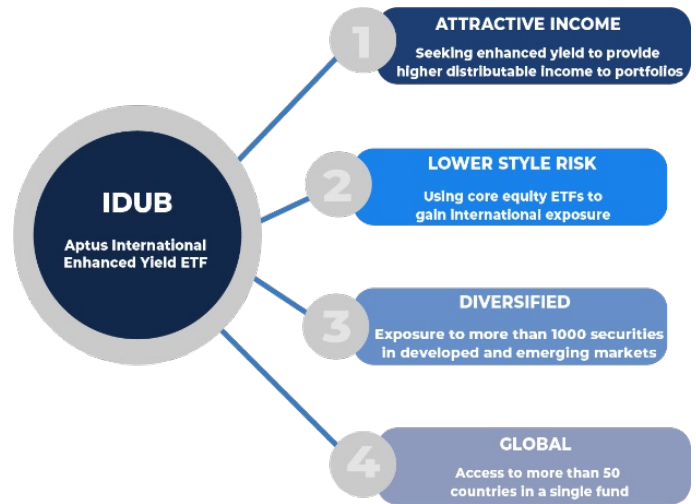 IDUB
Aptus International
Enhanced Yield ETF
1
ATTRACTIVE INCOME
Seeking enhanced yield to provide
higher distributable income to portfolios
2
LOWER STYLE RISK
Using core equity ETFs to
gain international exposure
3
DIVERSIFIED
Exposure to more than 1000 securities
in developed and emerging markets
4
GLOBAL
Access to more than 50
countries in a single fund